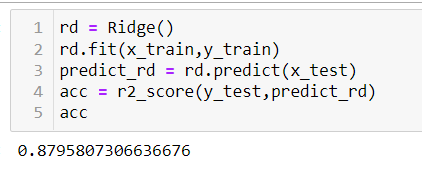 1 rd = Ridge()
2 rd.fit(x_train,y_train)
3 predict_rd = rd.predict(x_test)
4 acc = r2_score(y_test,predict_rd)
5 acc
0.8795807306636676